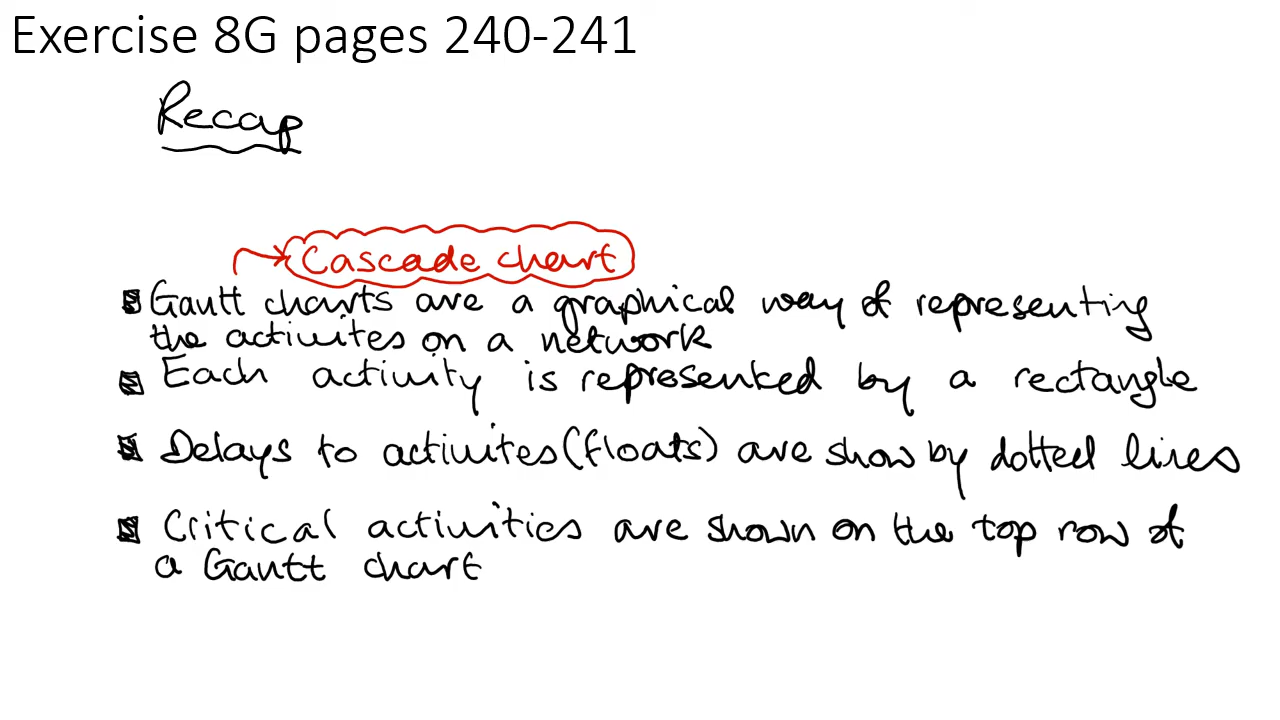 Exercise 8G pages 240-241
Recap
Cascade chart
Gantt charts are a graphical way of representing
the activites on a network
Each activity is represented by a rectangle
Delays to activites (floats) are show by dotted lines
Critical activities are shown on the top row of
a Gantt chart